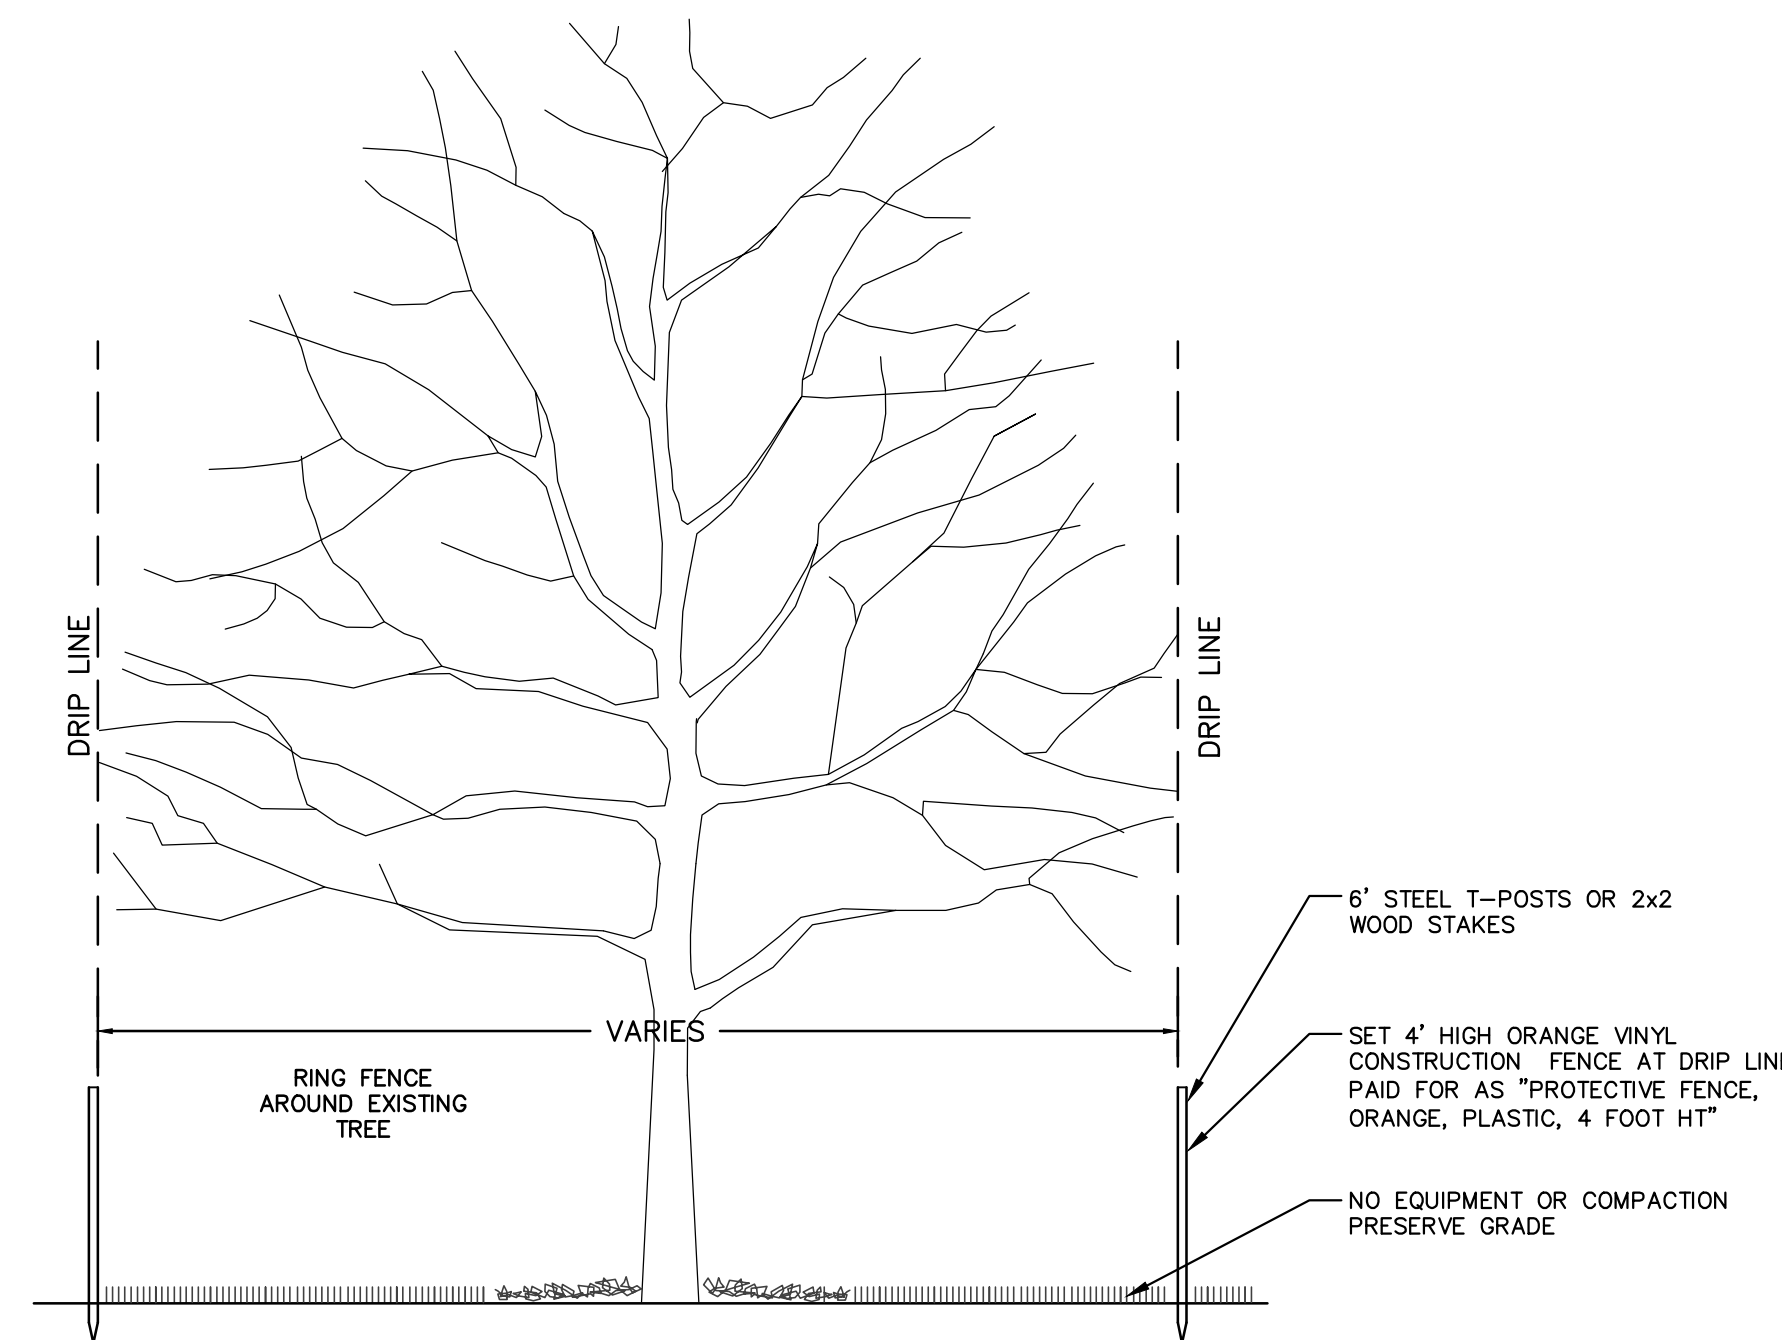 DRIP LINE
DRIP LINE
6' STEEL T-POSTS OR 2x2
WOOD STAKES
VARIES
SET 4' HIGH ORANGE VINYL
CONSTRUCTION FENCE AT DRIP
PAID FOR AS "PROTECTIVE FENCE,
ORANGE, PLASTIC, 4 FOOT HT"
RING FENCE
AROUND EXISTING
TREE
NO EQUIPMENT OR COMPACTION
PRESERVE GRADE